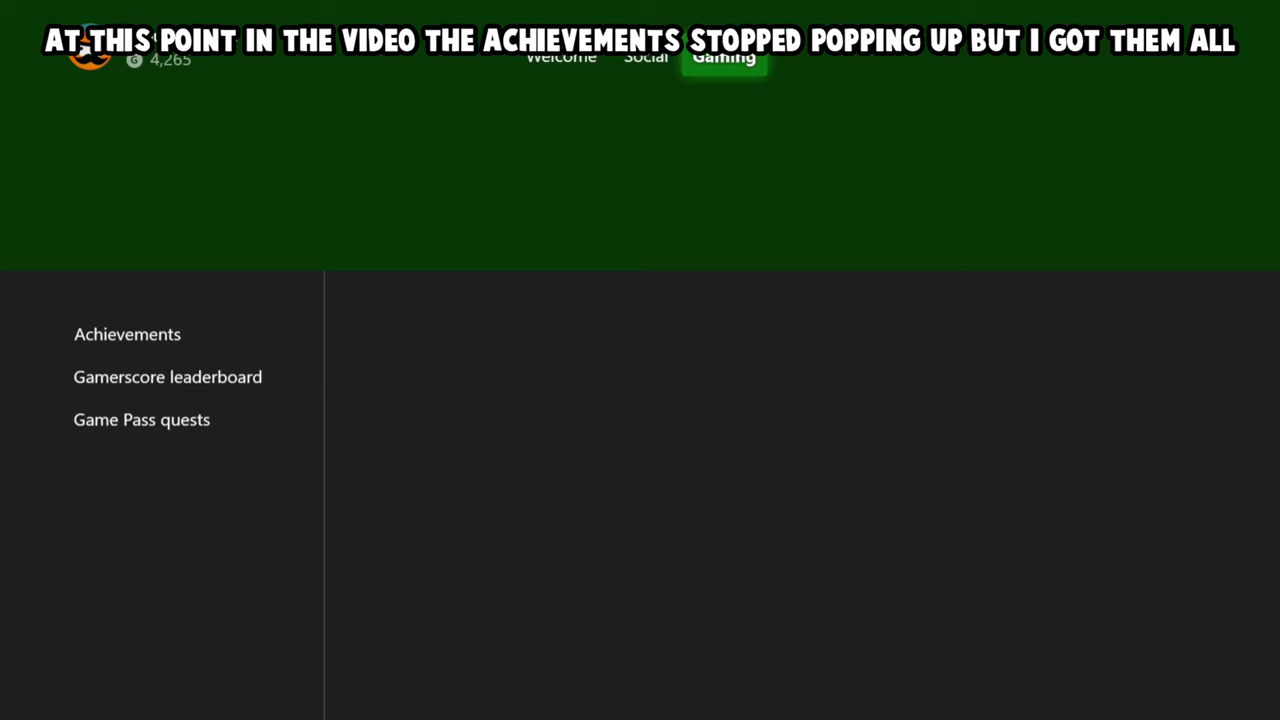 AT THIS POINT IN THE VIDEO THE ACHIEVEMENTS STOPPED POPPING UP BUT I GOT THEM ALL
G 4,265
Welcome Social Gaming
Achievements
Gamerscore leaderboard
Game Pass quests